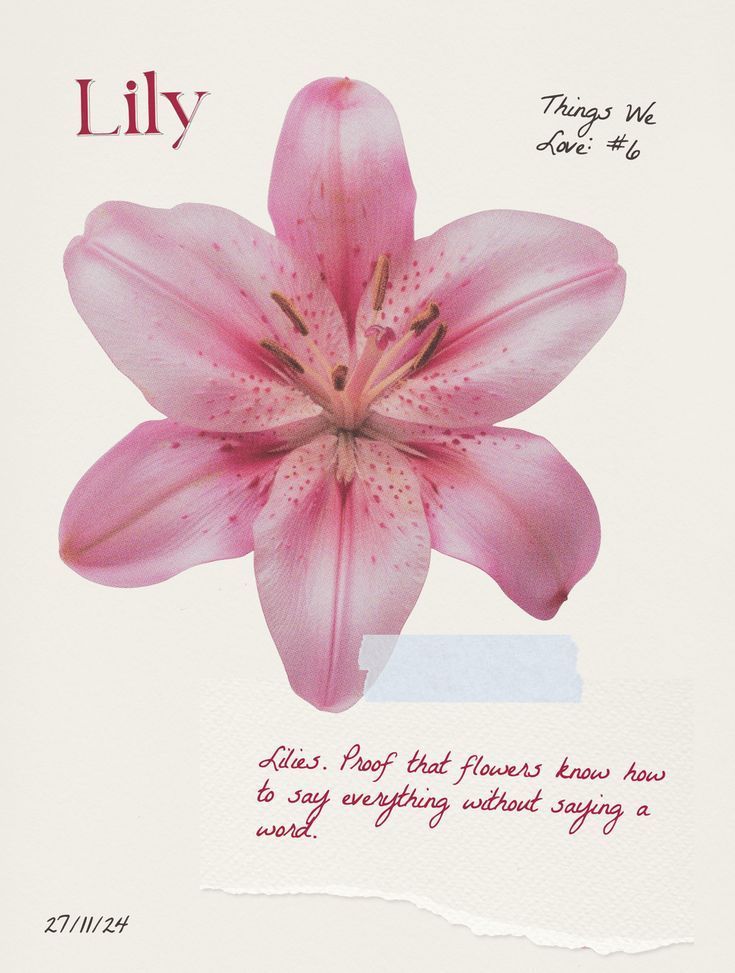 Lily
Things We
Love: #6
Lilies. Proof that flowers know how
to say everything without saying a
word.
27/11/24